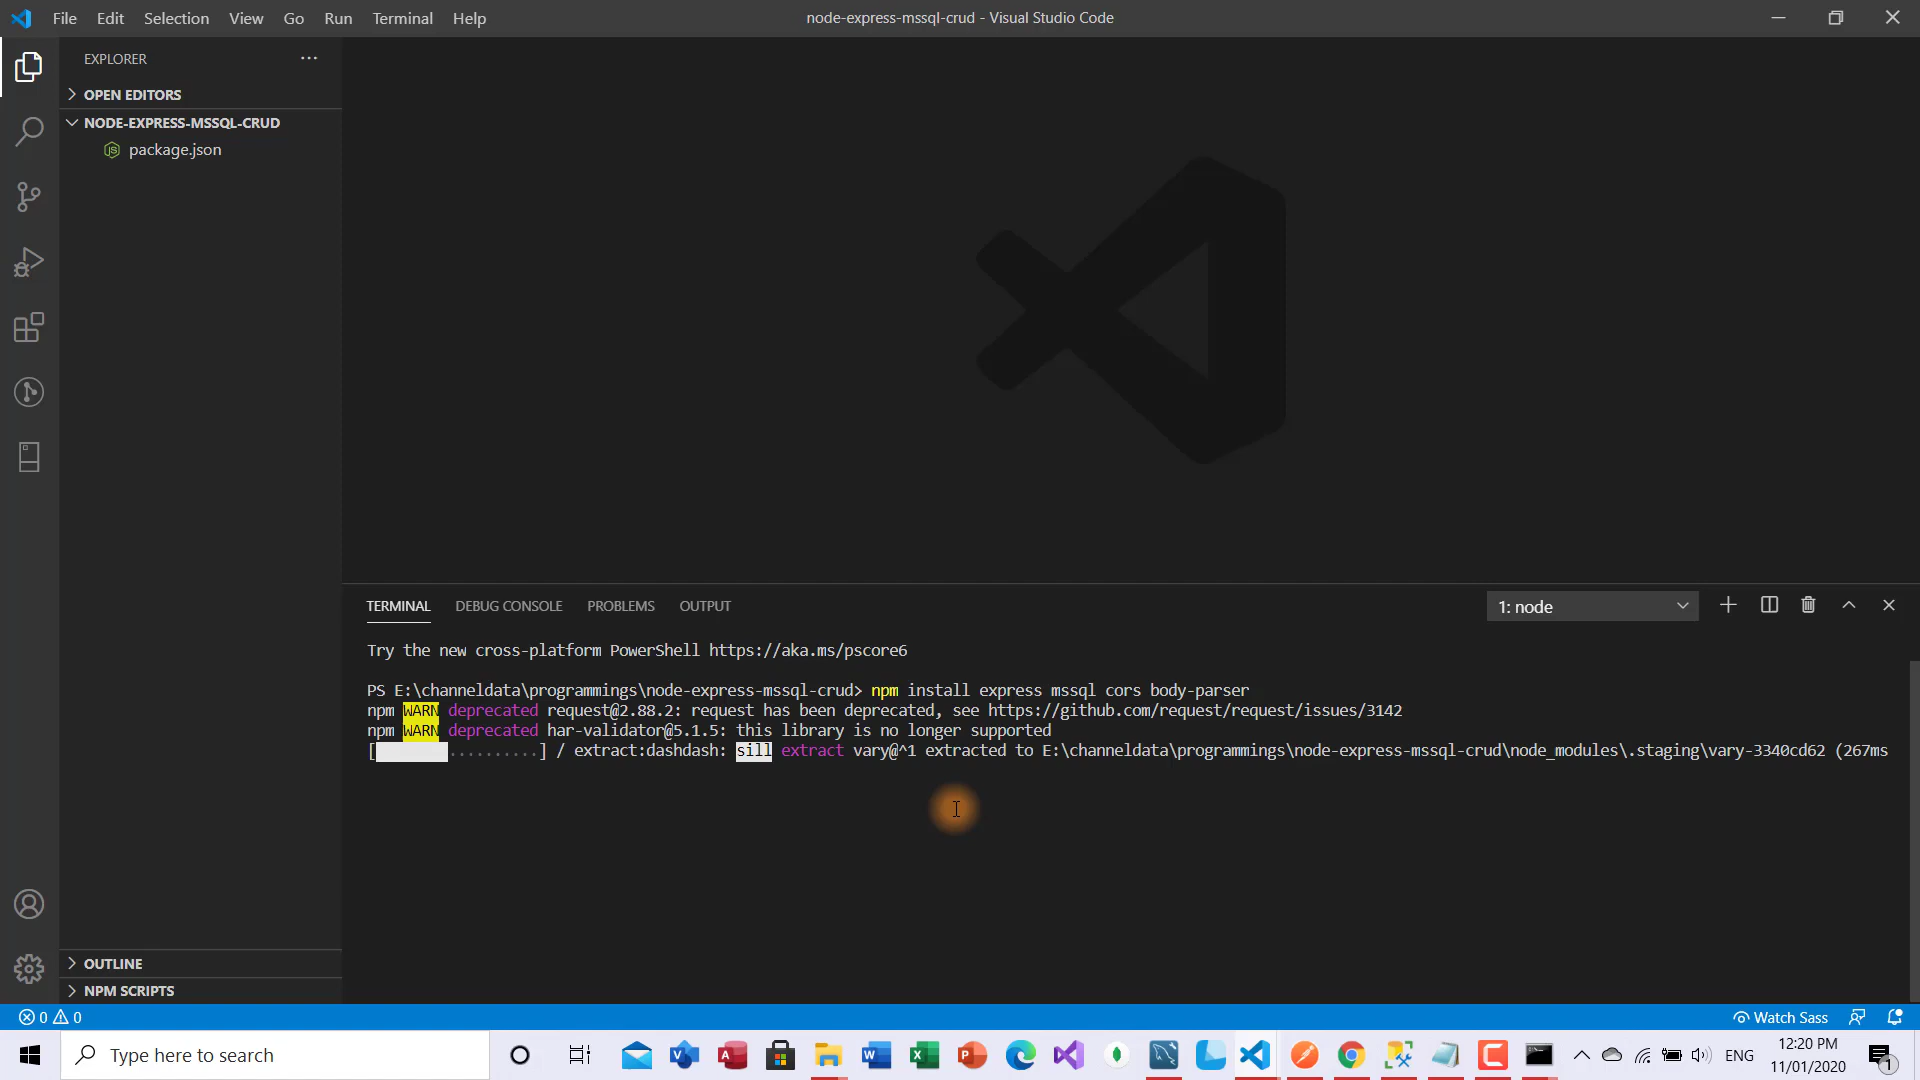 File Edit Selection View Go Run Terminal Help
node-express-mssql-crud - Visual Studio Code
EXPLORER
OPEN EDITORS
NODE-EXPRESS-MSSQL-CRUD
package.json
TERMINAL DEBUG CONSOLE PROBLEMS OUTPUT
1: node
Try the new cross-platform PowerShell https://aka.ms/pscore6
PS E:\channeldata\programmings\node-express-mssql-crud> npm install express mssql cors body-parser
npm WARN deprecated request@2.88.2: request has been deprecated, see https://github.com/request/request/issues/3142
npm WARN deprecated har-validator@5.1.5: this library is no longer supported
[ ..........] / extract:dashdash: sill extract vary@^1 extracted to E:\channeldata\programmings\node-express-mssql-crud\node_modules\.staging\vary-3340cd62 (267ms
OUTLINE
NPM SCRIPTS
0 0
Watch Sass
Type here to search
ENG
12:20 PM
11/01/2020
1